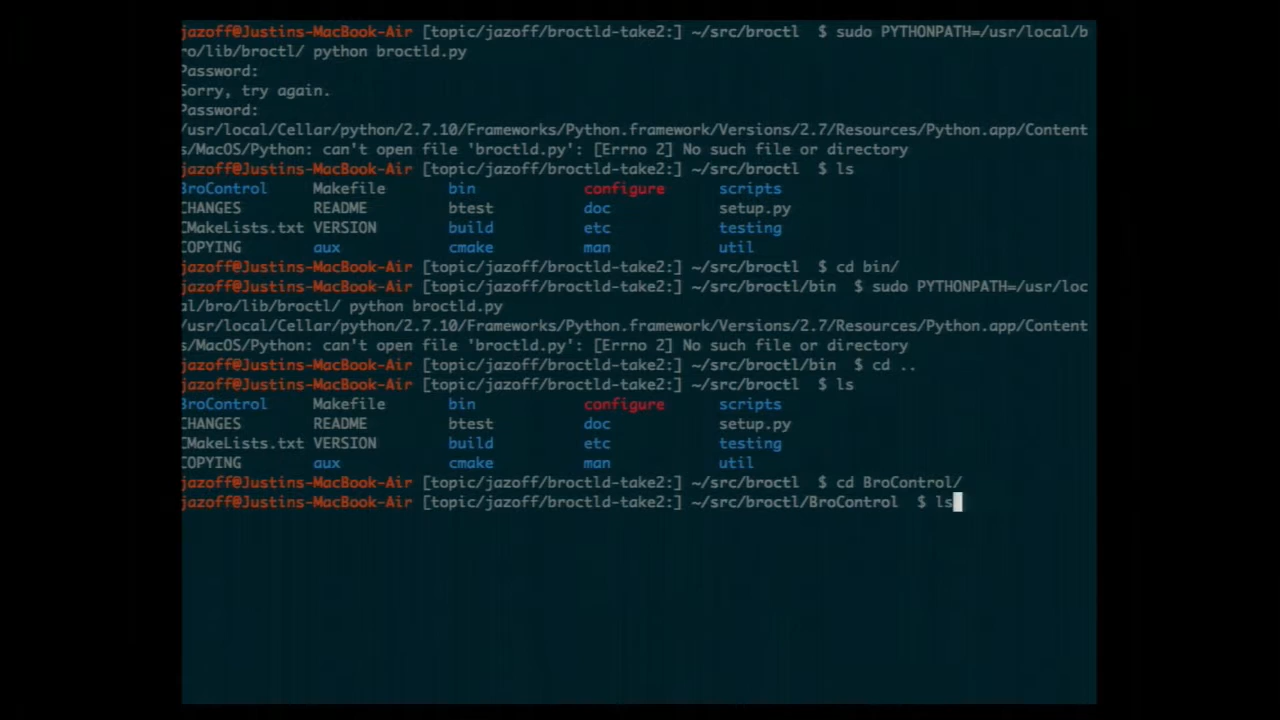 jazoff@Justins-MacBook-Air [topic/jazoff/broctld-take2:] ~/src/broctl $ sudo PYTHONPATH=/usr/local/b
ro/lib/broctl/ python broctld.py
Password:
Sorry, try again.
Password:
/usr/local/Cellar/python/2.7.10/Frameworks/Python.framework/Versions/2.7/Resources/Python.app/Content
s/MacOS/Python: can't open file 'broctld.py': [Errno 2] No such file or directory
jazoff@Justins-MacBook-Air [topic/jazoff/broctld-take2:] ~/src/broctl $ ls
BroControl Makefile bin configure scripts
CHANGES README btest doc setup.py
CMakeLists.txt VERSION build etc testing
COPYING aux cmake man util
jazoff@Justins-MacBook-Air [topic/jazoff/broctld-take2:] ~/src/broctl $ cd bin/
jazoff@Justins-MacBook-Air [topic/jazoff/broctld-take2:] ~/src/broctl/bin $ sudo PYTHONPATH=/usr/loc
al/bro/lib/broctl/ python broctld.py
/usr/local/Cellar/python/2.7.10/Frameworks/Python.framework/Versions/2.7/Resources/Python.app/Content
s/MacOS/Python: can't open file 'broctld.py': [Errno 2] No such file or directory
jazoff@Justins-MacBook-Air [topic/jazoff/broctld-take2:] ~/src/broctl/bin $ cd ..
jazoff@Justins-MacBook-Air [topic/jazoff/broctld-take2:] ~/src/broctl $ ls
BroControl Makefile bin configure scripts
CHANGES README btest doc setup.py
CMakeLists.txt VERSION build etc testing
COPYING aux cmake man util
jazoff@Justins-MacBook-Air [topic/jazoff/broctld-take2:] ~/src/broctl $ cd BroControl/
jazoff@Justins-MacBook-Air [topic/jazoff/broctld-take2:] ~/src/broctl/BroControl $ ls